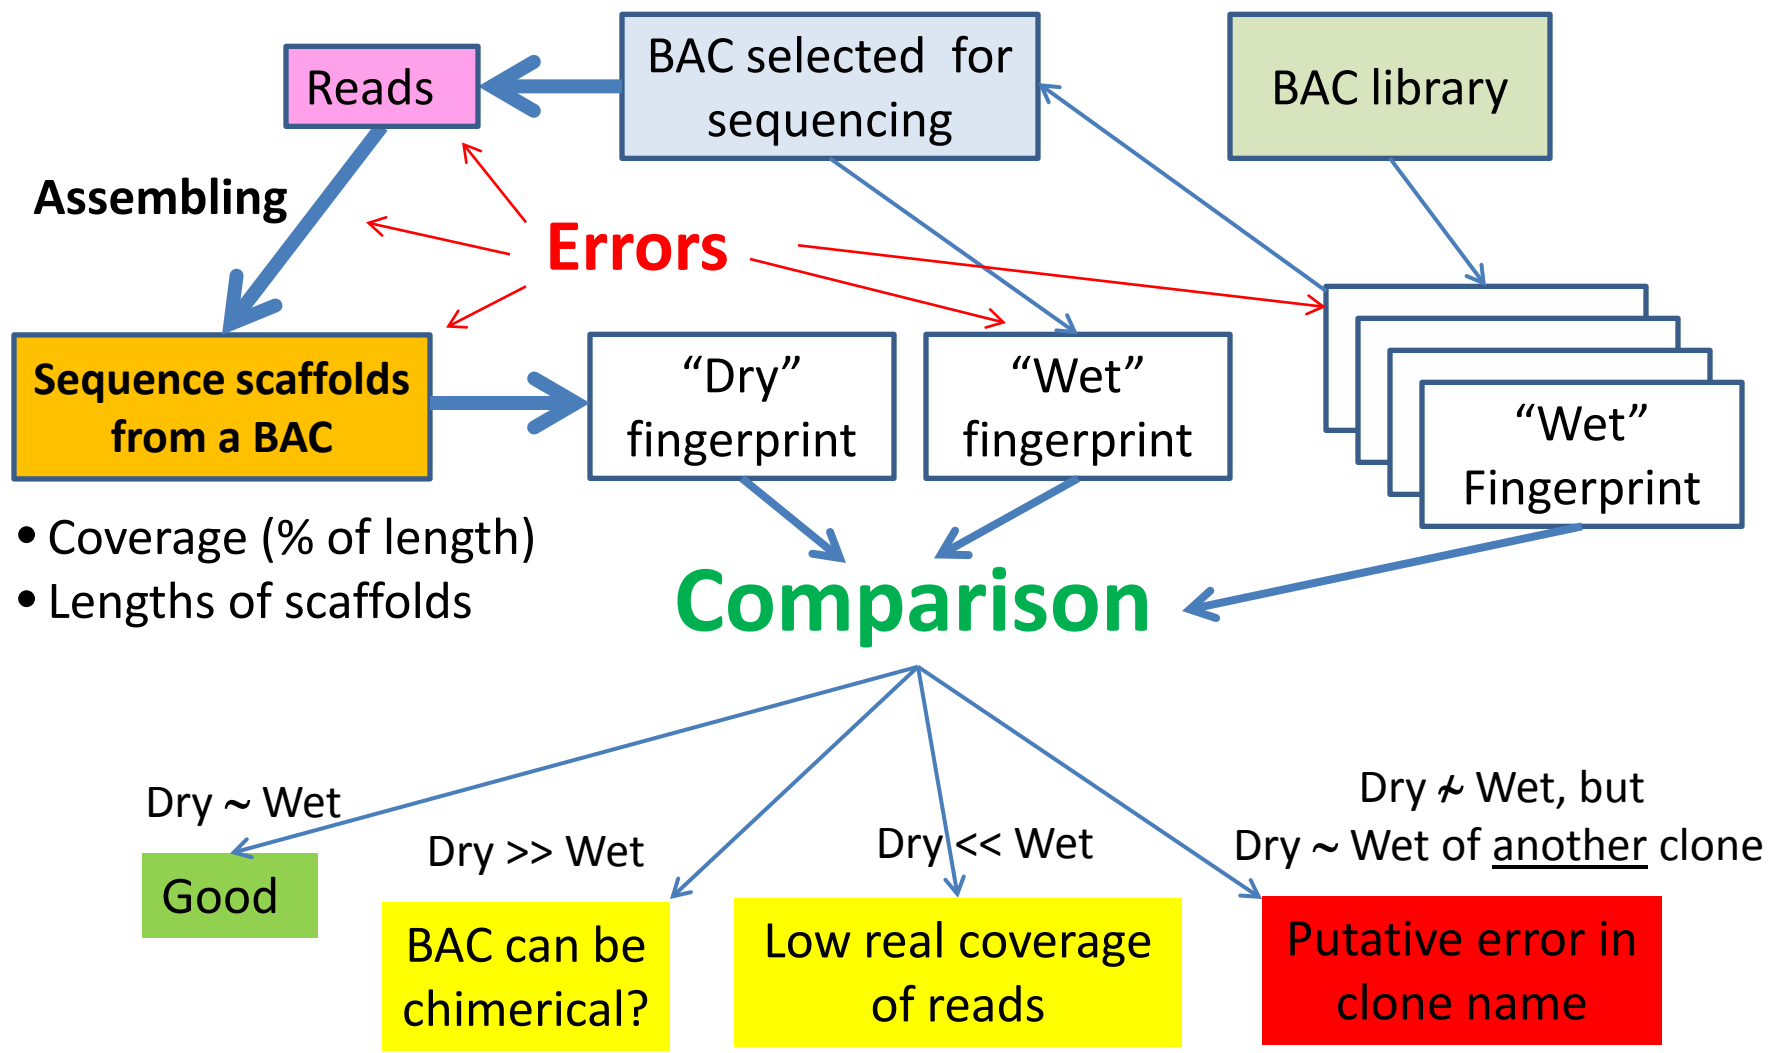 Reads
BAC selected for
sequencing
BAC library
Assembling
Errors
Sequence scaffolds
from a BAC
“Dry”
fingerprint
“Wet”
fingerprint
“Wet”
Fingerprint
• Coverage (% of length)
• Lengths of scaffolds
Comparison
Dry ~ Wet
Good
Dry >> Wet
BAC can be
chimerical?
Dry << Wet
Low real coverage
of reads
Dry ≁ Wet, but
Dry ~ Wet of another clone
Putative error in
clone name